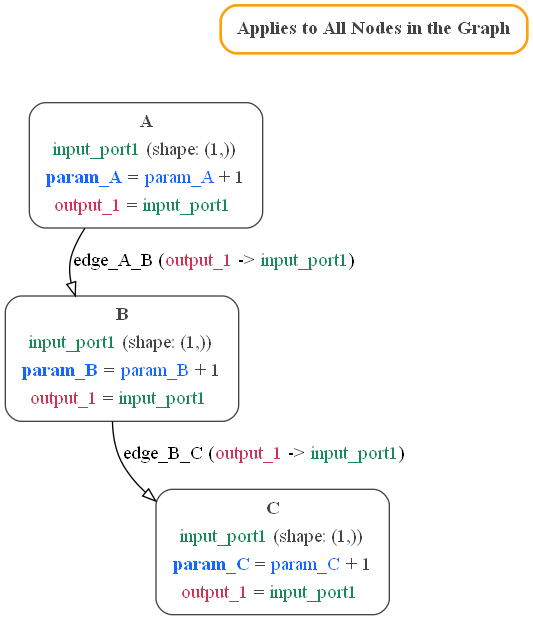 Applies to All Nodes in the Graph
A
input_port1 (shape: (1,))
param_A = param_A + 1
output_1 = input_port1
edge_A_B (output_1 -> input_port1)
B
input_port1 (shape: (1,))
param_B = param_B + 1
output_1 = input_port1
edge_B_C (output_1 -> input_port1)
C
input_port1 (shape: (1,))
param_C = param_C + 1
output_1 = input_port1